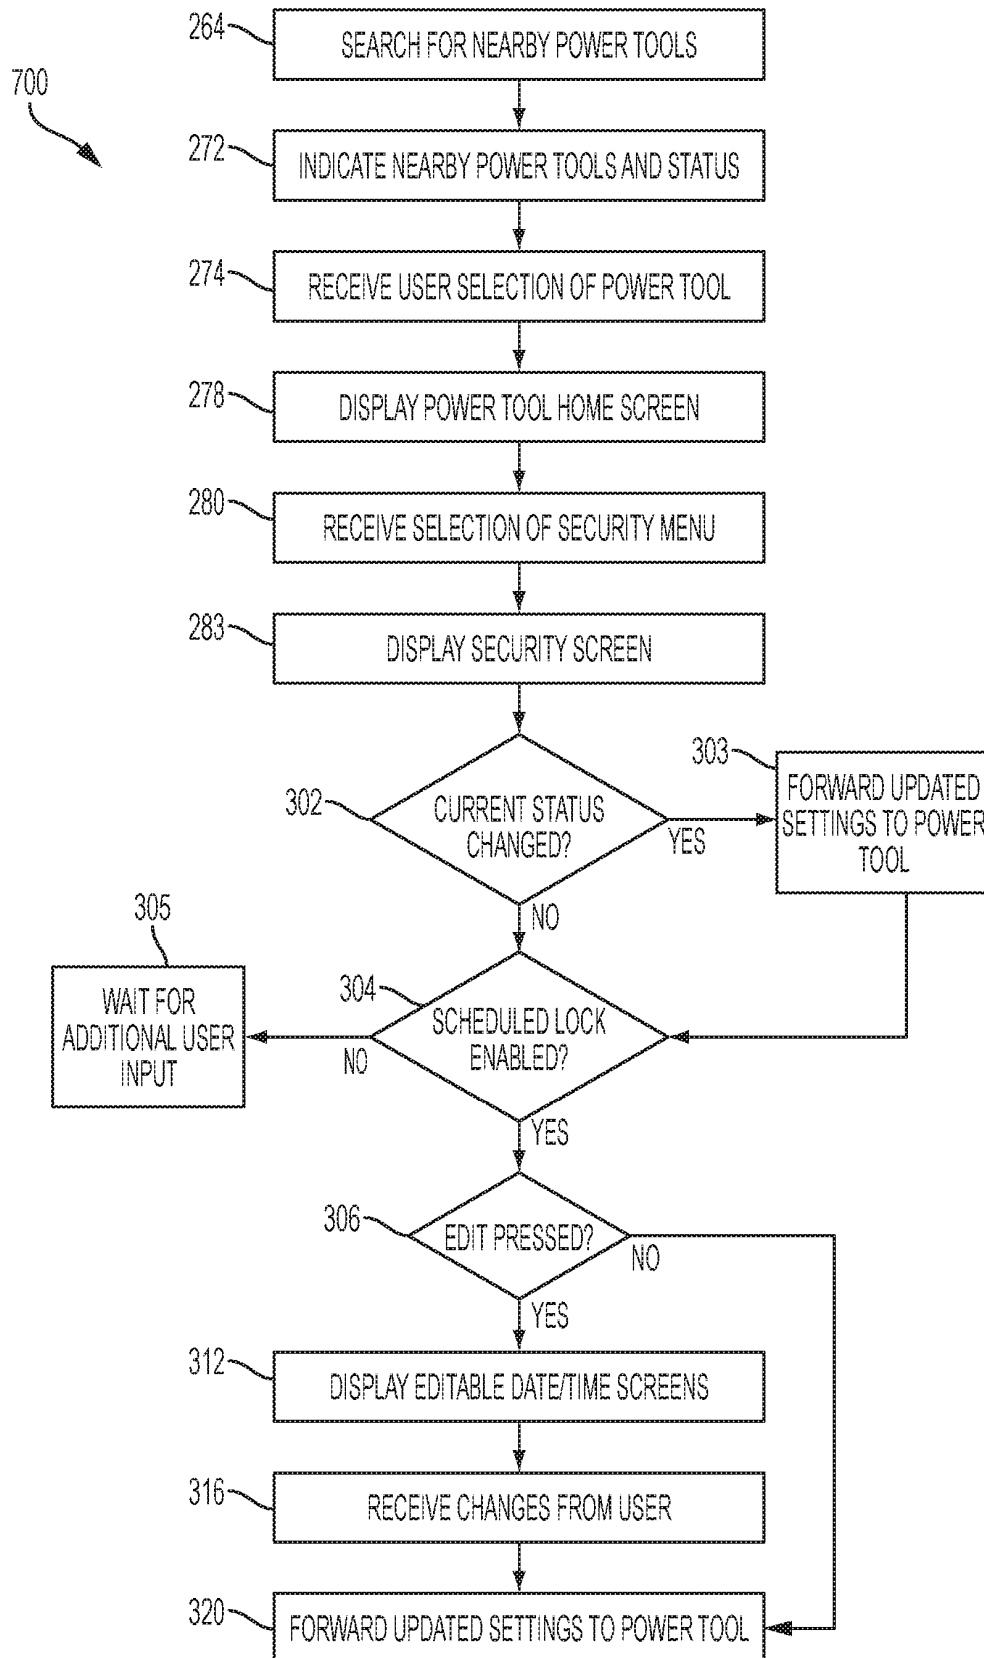 264
SEARCH FOR NEARBY POWER TOOLS
700
272
INDICATE NEARBY POWER TOOLS AND STATUS
274
RECEIVE USER SELECTION OF POWER TOOL
278
DISPLAY POWER TOOL HOME SCREEN
280
RECEIVE SELECTION OF SECURITY MENU
283
DISPLAY SECURITY SCREEN
302
CURRENT STATUS
CHANGED?
YES
303
FORWARD UPDATED
SETTINGS TO POWER
TOOL
NO
305
WAIT FOR
ADDITIONAL USER
INPUT
304
SCHEDULED LOCK
ENABLED?
NO
YES
306
EDIT PRESSED?
NO
YES
312
DISPLAY EDITABLE DATE/TIME SCREENS
316
RECEIVE CHANGES FROM USER
320
FORWARD UPDATED SETTINGS TO POWER TOOL